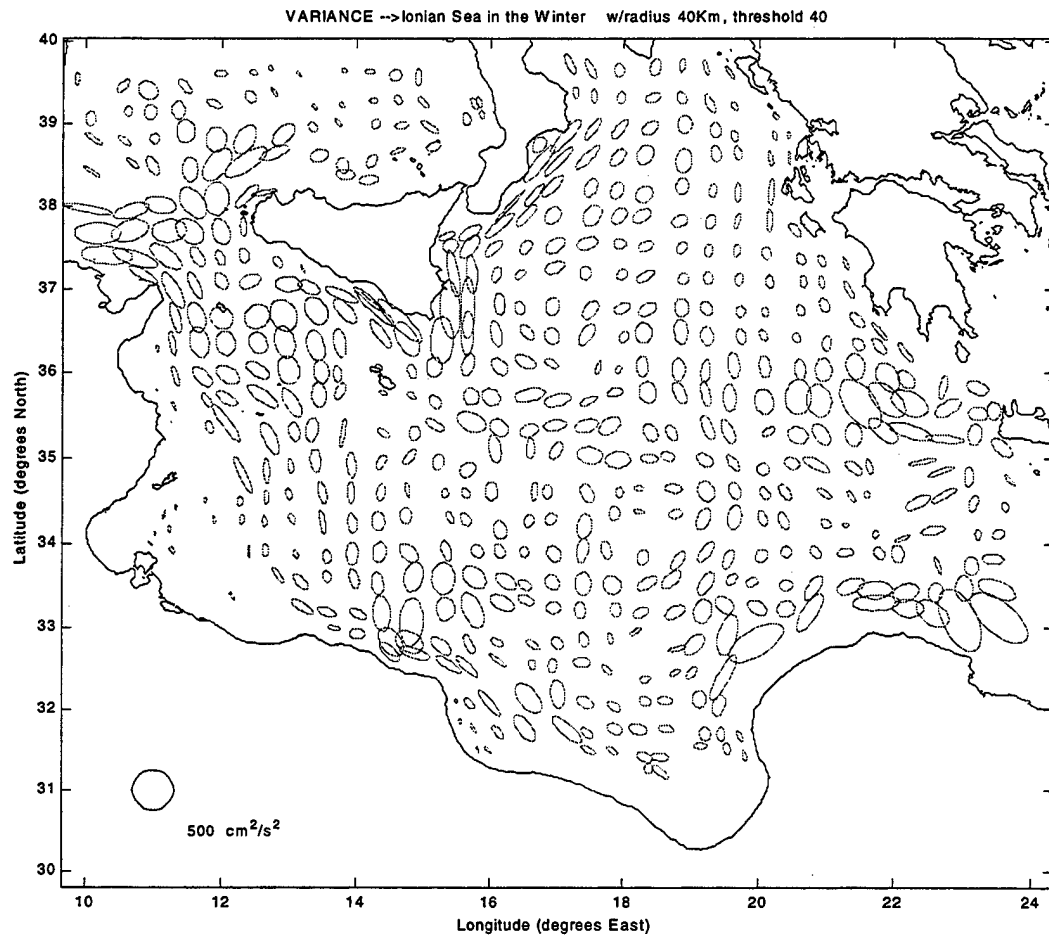 VARIANCE -->Ionian Sea in the Winter w/radius 40Km, threshold 40
40
39
38
37
36
35
34
33
32
31
30
Latitude (degrees North)
500 cm²/s²
10 12 14 16 18 20 22 24
Longitude (degrees East)